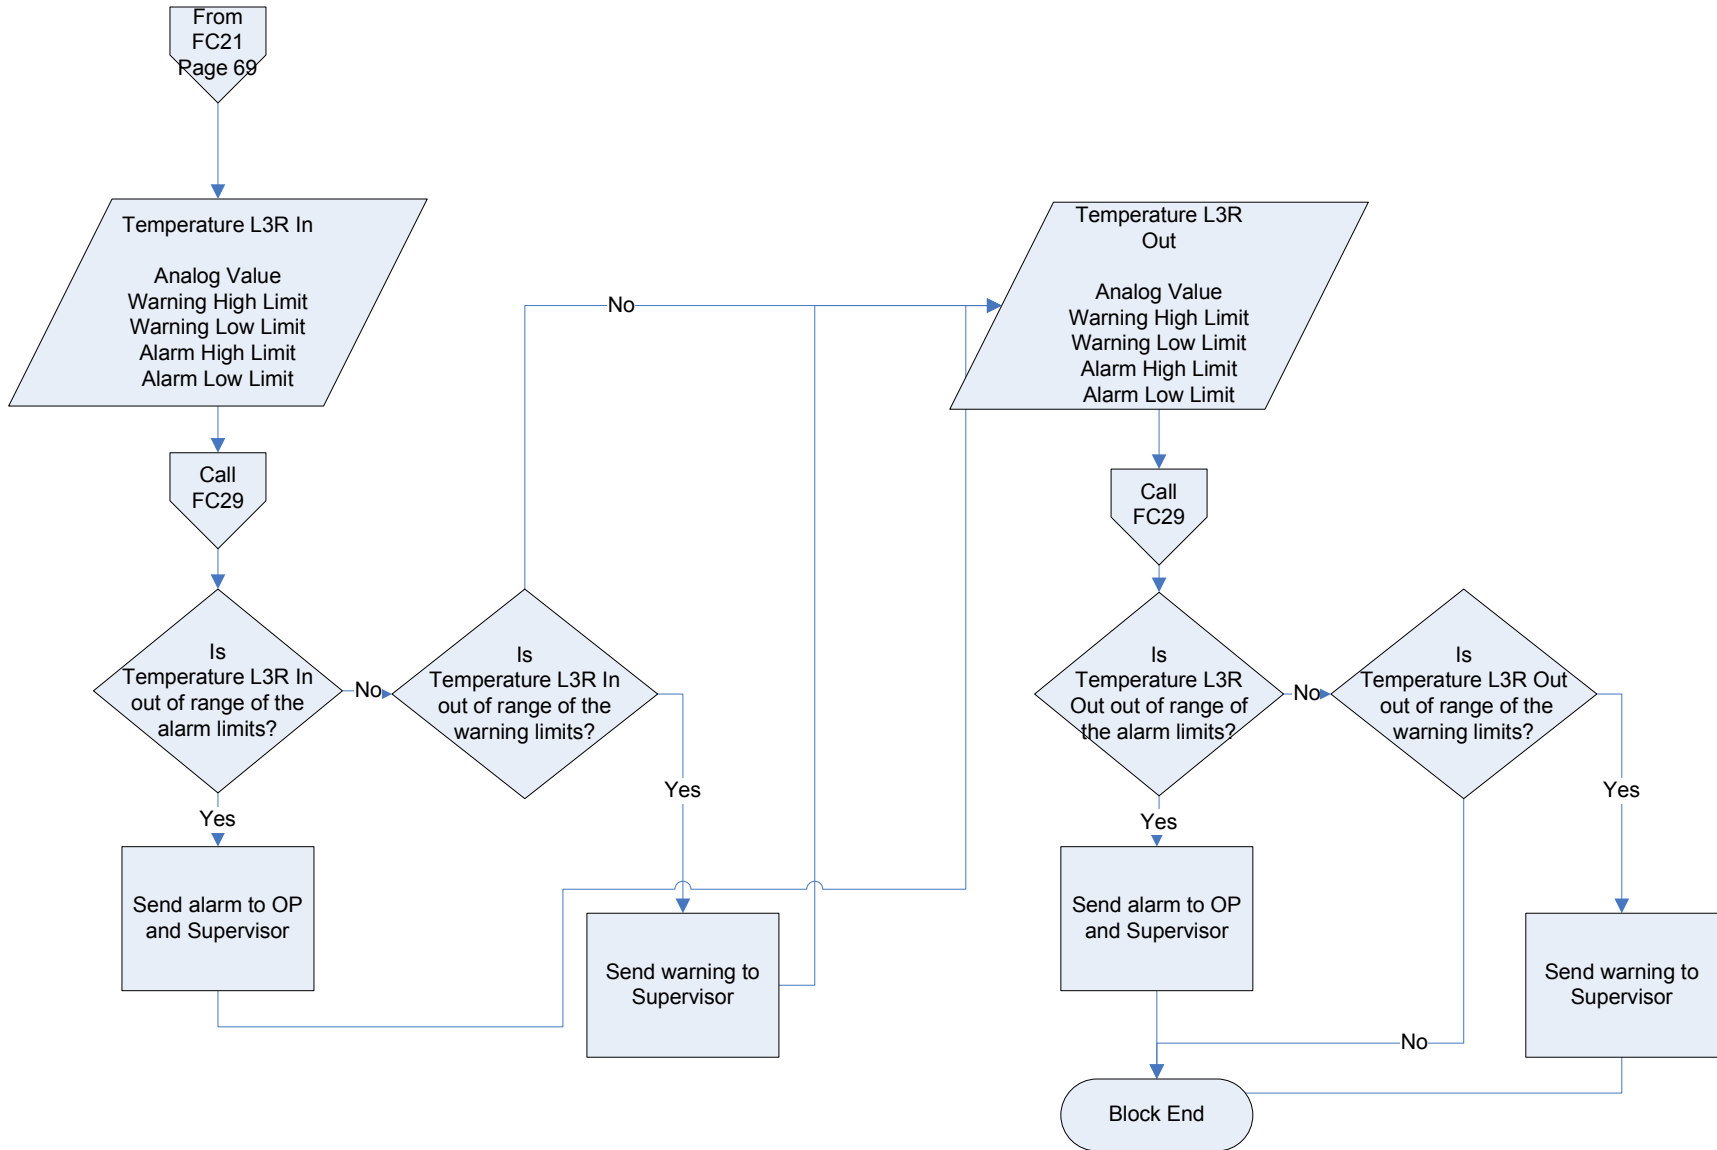 From
FC21
Page 69
Temperature L3R In
Analog Value
Warning High Limit
Warning Low Limit
Alarm High Limit
Alarm Low Limit
Call
FC29
Is
Temperature L3R In
out of range of the
alarm limits?
No
Is
Temperature L3R In
out of range of the
warning limits?
No
Yes
Send alarm to OP
and Supervisor
Yes
Send warning to
Supervisor
Temperature L3R
Out
Analog Value
Warning High Limit
Warning Low Limit
Alarm High Limit
Alarm Low Limit
Call
FC29
Is
Temperature L3R
Out out of range of
the alarm limits?
No
Is
Temperature L3R Out
out of range of the
warning limits?
Yes
Send alarm to OP
and Supervisor
Yes
Send warning to
Supervisor
No
Block End